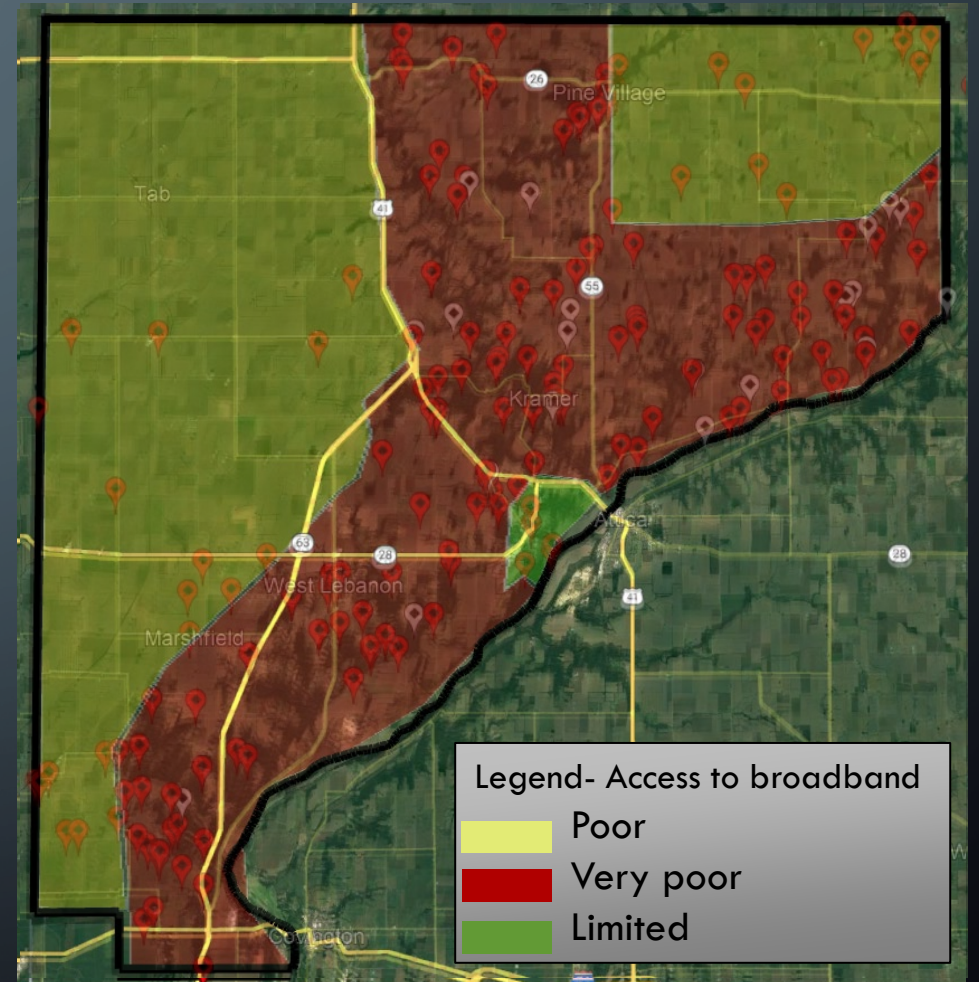 26
Pine Village
Tab
41
55
Kramer
Attica
63
28
28
West Lebanon
41
Marshfield
Legend- Access to broadband
Poor
Very poor
Limited
W
Covington